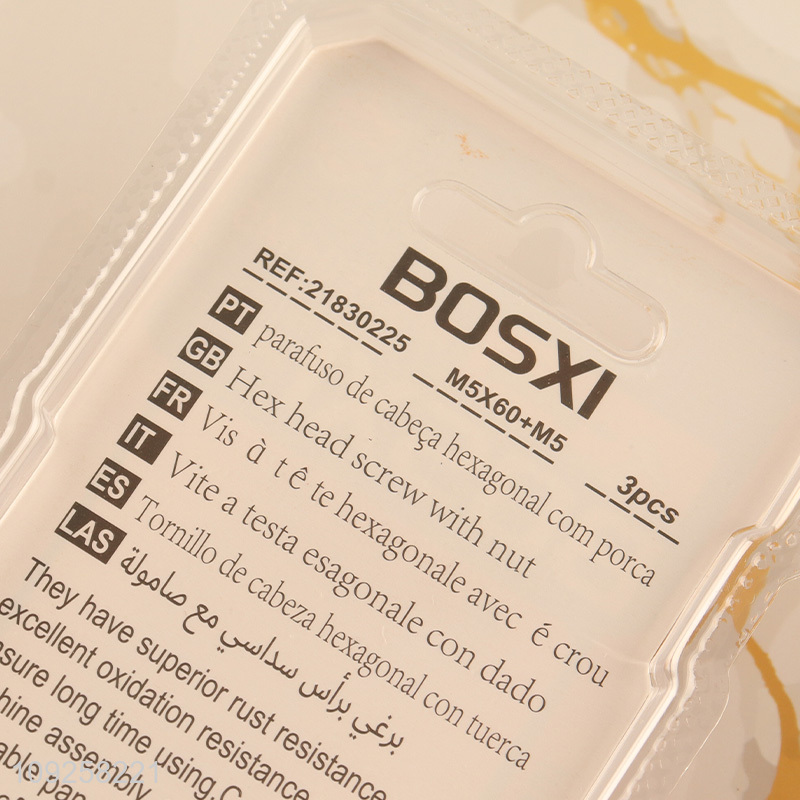 BOSXI
REF:21830225 M5X60+M5 3pcs
PT parafuso de cabeça hexagonal com porca
GB Hex head screw with nut
FR Vis à tête hexagonale avec écrou
IT Vite a testa esagonale con dado
ES Tornillo de cabeza hexagonal con tuerca
LAS برغي برأس سداسي مع صامولة
They have superior rust resistance
excellent oxidation resistance
long time using.